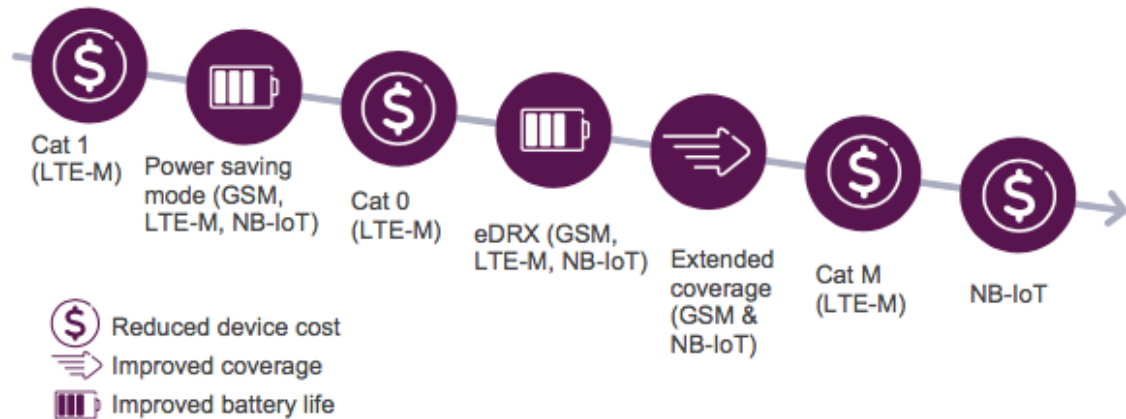 Cat 1
(LTE-M)
Power saving
mode (GSM,
LTE-M, NB-IoT)
Cat 0
(LTE-M)
eDRX (GSM,
LTE-M, NB-IoT)
Extended
coverage
(GSM &
NB-IoT)
Cat M
(LTE-M)
NB-IoT
$ Reduced device cost
Improved coverage
Improved battery life